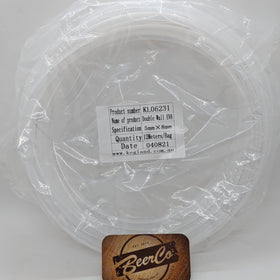 Product number KL06231
Name of product Double Wall EVA
Specification 5mm×8mm
Quantity 12Meters/Bag
Date 040821
www.kegland.com.au
BeerCo